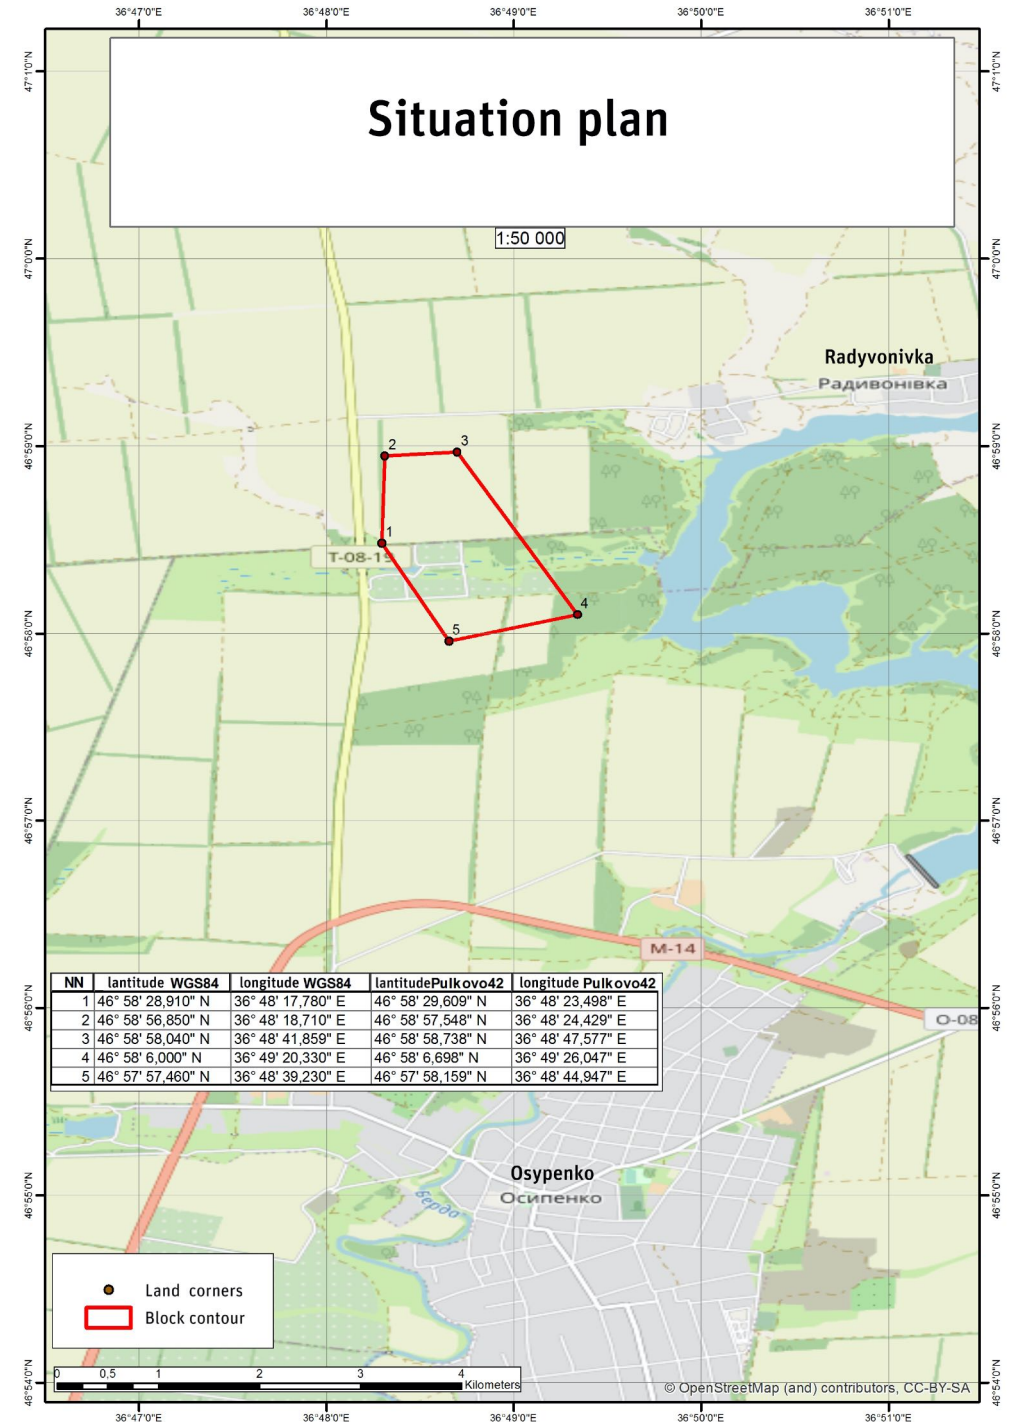 36°47'0"E 36°48'0"E 36°49'0"E 36°50'0"E 36°51'0"E
47°1'0"N 47°1'0"N
Situation plan
1:50 000
47°0'0"N 47°0'0"N
Radyvonivka
Радивонівка
46°59'0"N 46°59'0"N
2 3
1
T-08-19
4
5
46°58'0"N 46°58'0"N
46°57'0"N 46°57'0"N
M-14
NN lantitude WGS84 longitude WGS84 lantitudePulkovo42 longitude Pulkovo42
1 46° 58' 28,910" N 36° 48' 17,780" E 46° 58' 29,609" N 36° 48' 23,498" E
2 46° 58' 56,850" N 36° 48' 18,710" E 46° 58' 57,548" N 36° 48' 24,429" E
3 46° 58' 58,040" N 36° 48' 41,859" E 46° 58' 58,738" N 36° 48' 47,577" E
4 46° 58' 6,000" N 36° 49' 20,330" E 46° 58' 6,698" N 36° 49' 26,047" E
5 46° 57' 57,460" N 36° 48' 39,230" E 46° 57' 58,159" N 36° 48' 44,947" E
46°56'0"N 46°56'0"N
O-08
Osypenko
Осипенко
Берда
46°55'0"N 46°55'0"N
Land corners
Block contour
0 0,5 1 2 3 4
Kilometers
© OpenStreetMap (and) contributors, CC-BY-SA
46°54'0"N 46°54'0"N
36°47'0"E 36°48'0"E 36°49'0"E 36°50'0"E 36°51'0"E